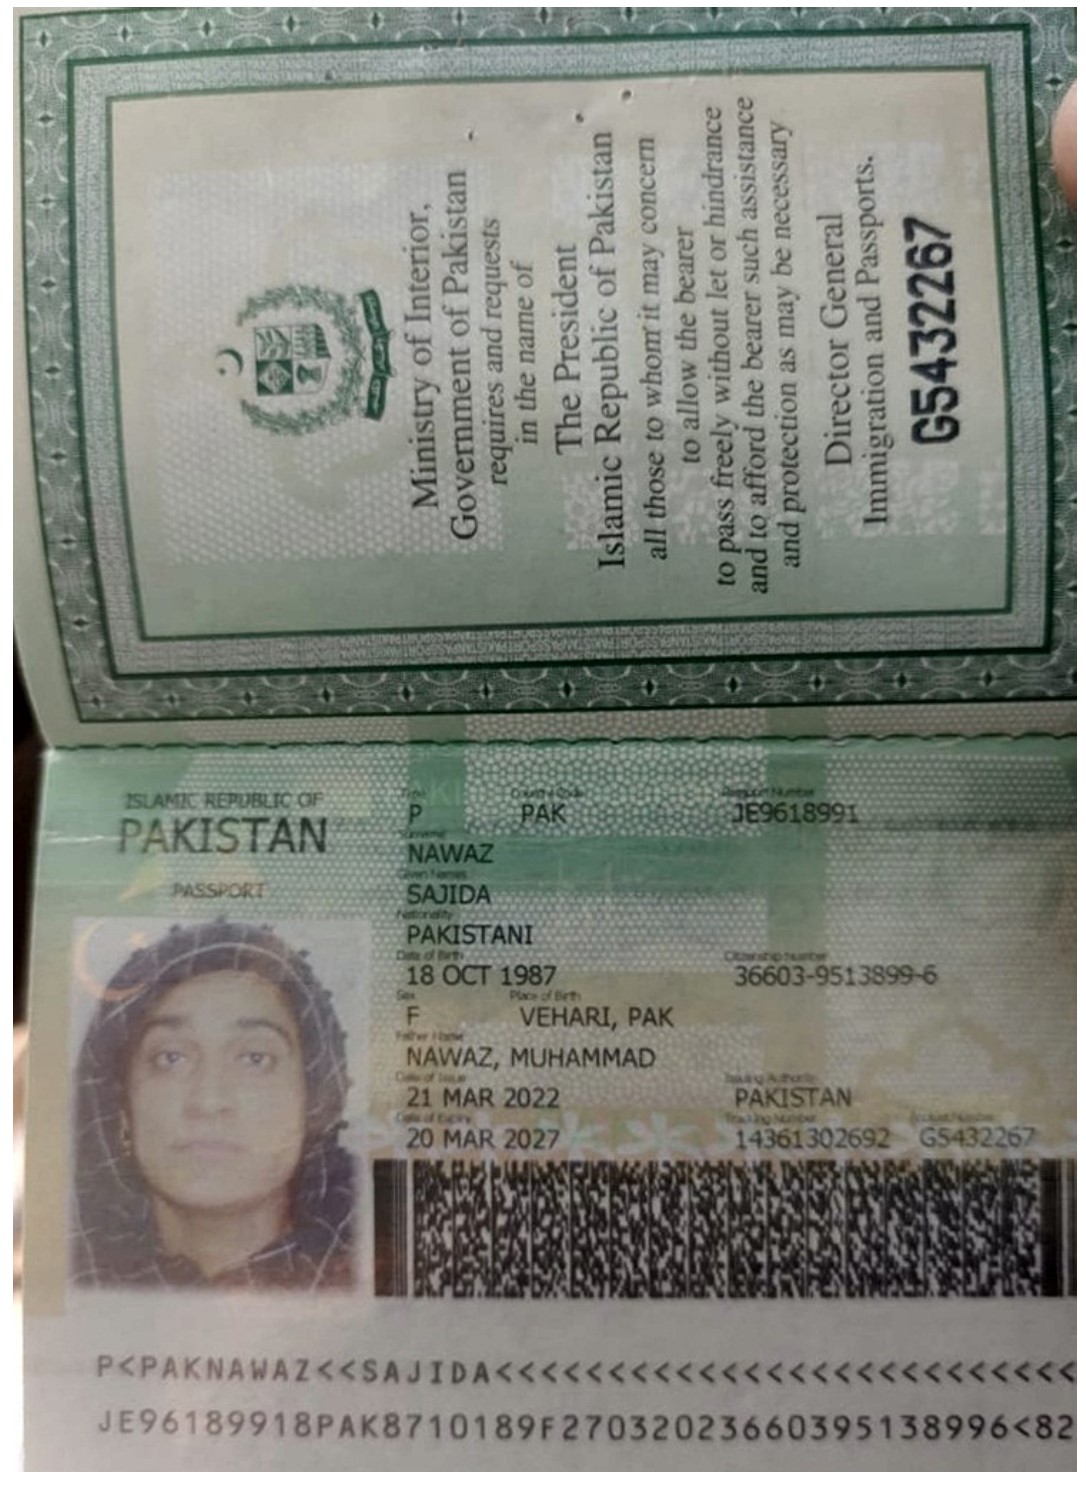 Ministry of Interior,
Government of Pakistan
requires and requests
in the name of
The President
Islamic Republic of Pakistan
all those to whom it may concern
to allow the bearer
to pass freely without let or hindrance
and to afford the bearer such assistance
and protection as may be necessary
Director General
Immigration and Passports.
G5432267
ISLAMIC REPUBLIC OF
PAKISTAN
PASSPORT
Type Country Code Passport Number
P PAK JE9618991
Surname
NAWAZ
Given Names
SAJIDA
Nationality
PAKISTANI
Date of Birth Citizenship Number
18 OCT 1987 36603-9513899-6
Sex Place of Birth
F VEHARI, PAK
Father Name
NAWAZ, MUHAMMAD
Date of Issue Issuing Authority
21 MAR 2022 PAKISTAN
Date of Expiry Tracking Number Booklet Number
20 MAR 2027 14361302692 G5432267
P<PAKNAWAZ<<SAJIDA<<<<<<<<<<<<<<<<<<<<<<<<<<
JE96189918PAK8710189F27032023660395138996<82